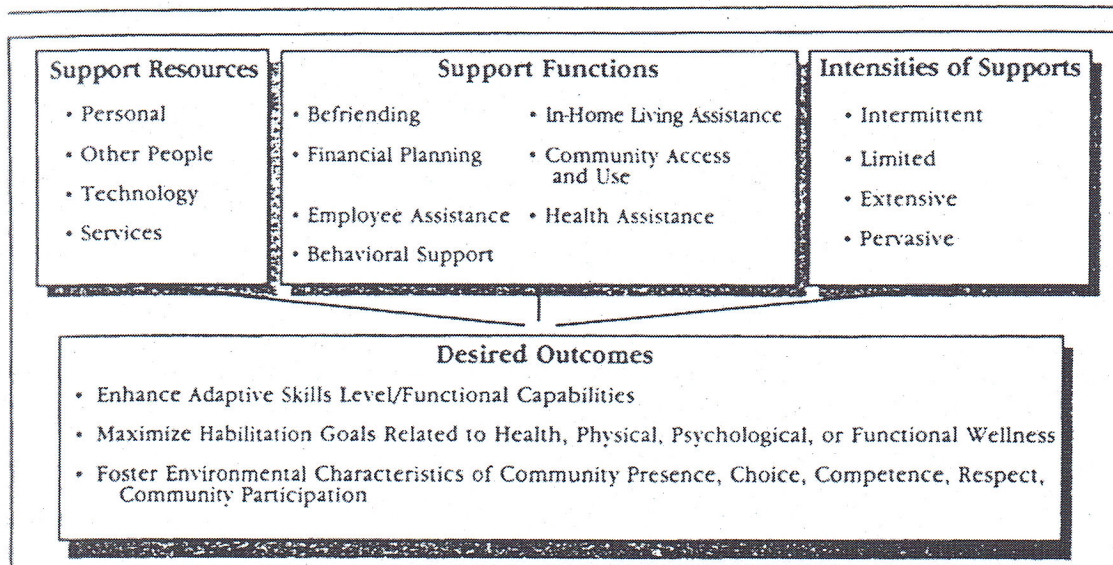 Support Resources
• Personal
• Other People
• Technology
• Services
Support Functions
• Befriending
• Financial Planning
• Employee Assistance
• Behavioral Support
• In-Home Living Assistance
• Community Access
and Use
• Health Assistance
Intensities of Supports
• Intermittent
• Limited
• Extensive
• Pervasive
Desired Outcomes
• Enhance Adaptive Skills Level/Functional Capabilities
• Maximize Habilitation Goals Related to Health, Physical, Psychological, or Functional Wellness
• Foster Environmental Characteristics of Community Presence, Choice, Competence, Respect,
Community Participation